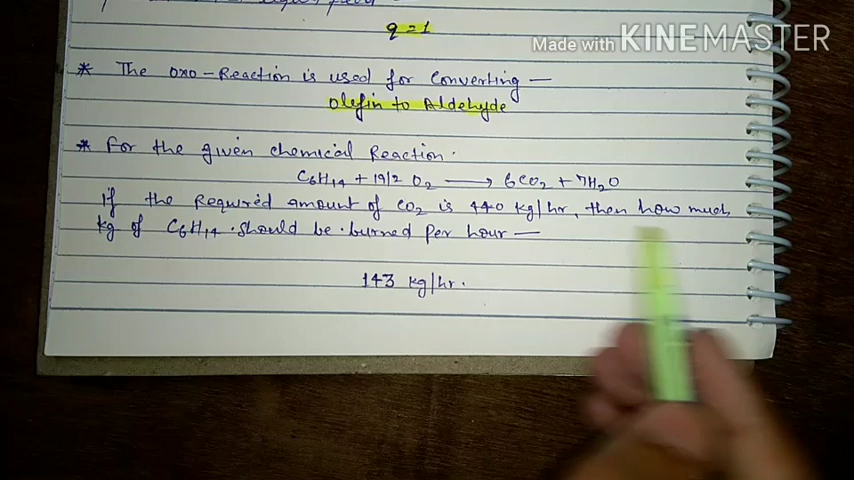 q = 1
Made with KINEMASTER
* The oxo-Reaction is used for converting —
Olefin to Aldehyde
* For the given chemical Reaction.
C6H14 + 19/2 O2 → 6CO2 + 7H2O
If the Required amount of CO2 is 440 kg/hr, then how much
kg of C6H14 should be burned per hour —
143 kg/hr.